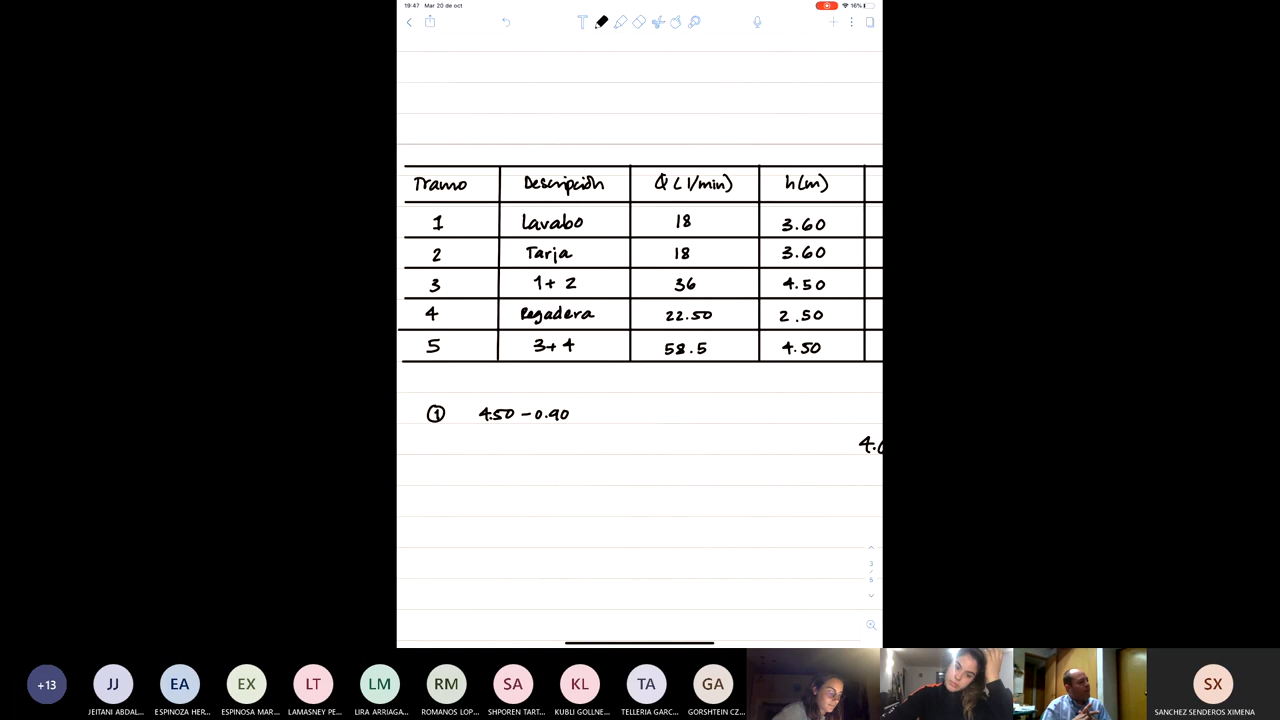 19:47 Mar 20 de oct
16%
T
Tramo Descripción Q ( l/min) h(m)
1 Lavabo 18 3.60
2 Tarja 18 3.60
3 1+ 2 36 4.50
4 Regadera 22.50 2.50
5 3+ 4 58.5 4.50
① 4.50 - 0.90
3
/
6
+13
JJ EA EX LT LM RM SA KL TA GA SX
JEITANI ABDAL... ESPINOZA HER... ESPINOSA MAR... LAMASNEY PE... LIRA ARRIAGA... ROMANOS LOP... SHPOREN TART... KUBLI GOLLNE... TELLERIA GARC... GORSHTEIN CZ... SANCHEZ SENDEROS XIMENA